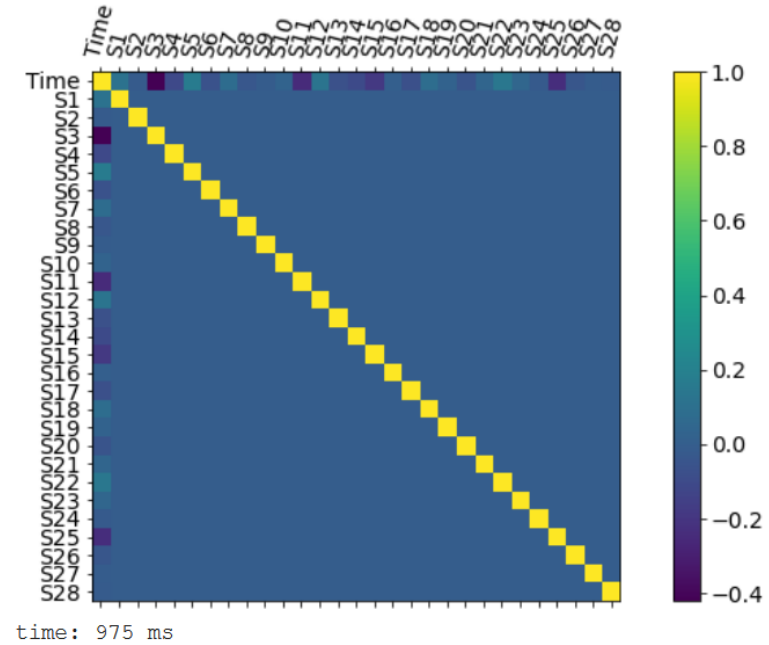 Time S1 S2 S3 S4 S5 S6 S7 S8 S9 S10 S11 S12 S13 S14 S15 S16 S17 S18 S19 S20 S21 S22 S23 S24 S25 S26 S27 S28
Time
S1
S2
S3
S4
S5
S6
S7
S8
S9
S10
S11
S12
S13
S14
S15
S16
S17
S18
S19
S20
S21
S22
S23
S24
S25
S26
S27
S28
1.0
0.8
0.6
0.4
0.2
0.0
−0.2
−0.4
time: 975 ms